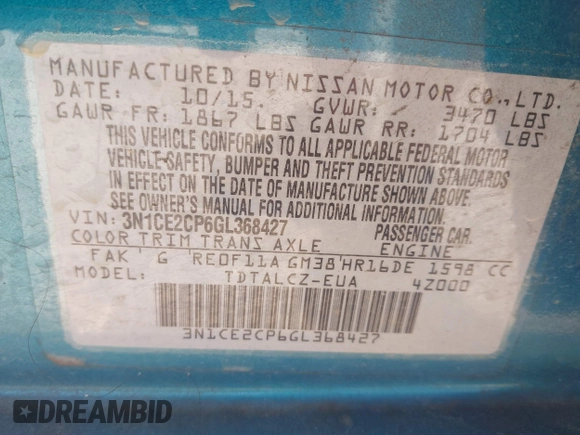 MANUFACTURED BY NISSAN MOTOR CO., LTD.
DATE: 10/15. GVWR: 3470 LBS
GAWR FR: 1867 LBS GAWR RR: 1704 LBS
THIS VEHICLE CONFORMS TO ALL APPLICABLE FEDERAL MOTOR
VEHICLE-SAFETY, BUMPER AND THEFT PREVENTION STANDARDS
IN EFFECT ON THE DATE OF MANUFACTURE SHOWN ABOVE.
SEE OWNER'S MANUAL FOR ADDITIONAL INFORMATION.
VIN: 3N1CE2CP6GL368427 PASSENGER CAR.
COLOR TRIM TRANS AXLE ENGINE
FAK G RE0F11A GM38 HR16DE 1598 CC
MODEL: TDTALCZ-EUA 4Z000
3N1CE2CP6GL368427
DREAMBID